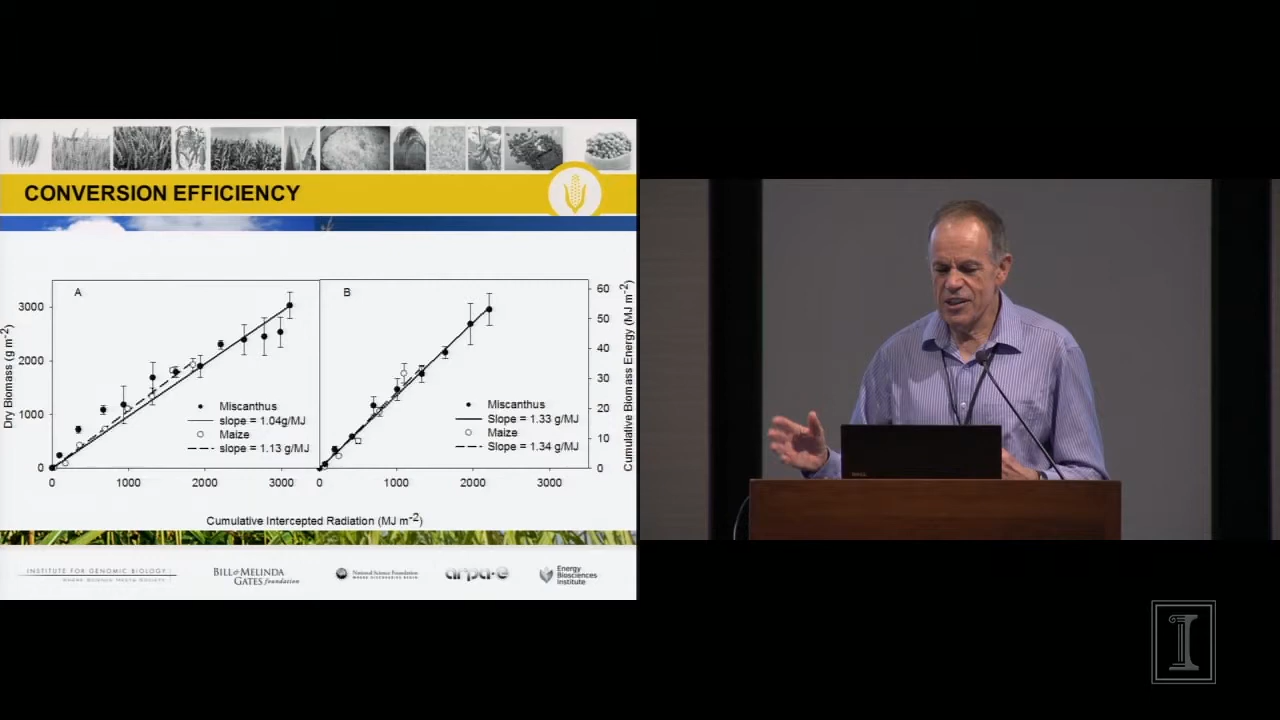 CONVERSION EFFICIENCY
A
B
3000
2000
1000
0
Dry Biomass (g m-2)
Miscanthus
slope = 1.04g/MJ
Maize
slope = 1.13 g/MJ
Miscanthus
Slope = 1.33 g/MJ
Maize
Slope = 1.34 g/MJ
60
50
40
30
20
10
0
Cumulative Biomass Energy (MJ m-2)
0 1000 2000 3000 0 1000 2000 3000
Cumulative Intercepted Radiation (MJ m-2)
INSTITUTE FOR GENOMIC BIOLOGY
BILL & MELINDA
GATES foundation
National Science Foundation
arpa·e
Energy
Biosciences
Institute
DELL
I